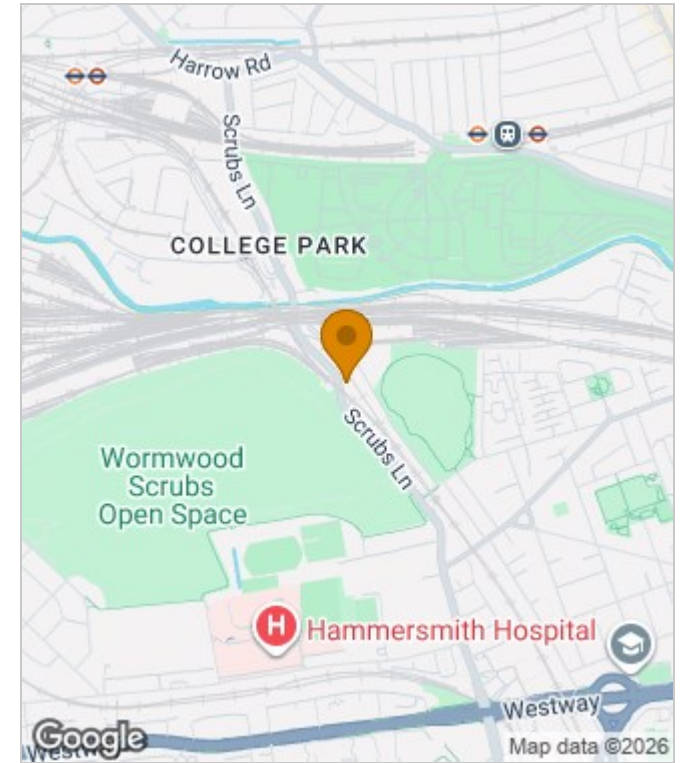 Harrow Rd
Scrubs Ln
COLLEGE PARK
Scrubs Ln
Wormwood
Scrubs
Open Space
H
Hammersmith Hospital
Westway
Westway
Google
Map data ©2026